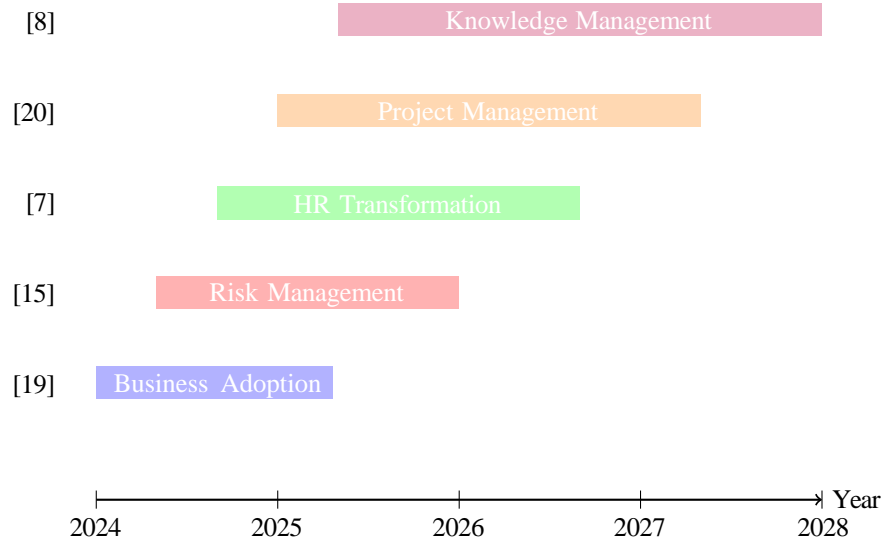 [8] Knowledge Management
[20] Project Management
[7] HR Transformation
[15] Risk Management
[19] Business Adoption
Year
2024 2025 2026 2027 2028